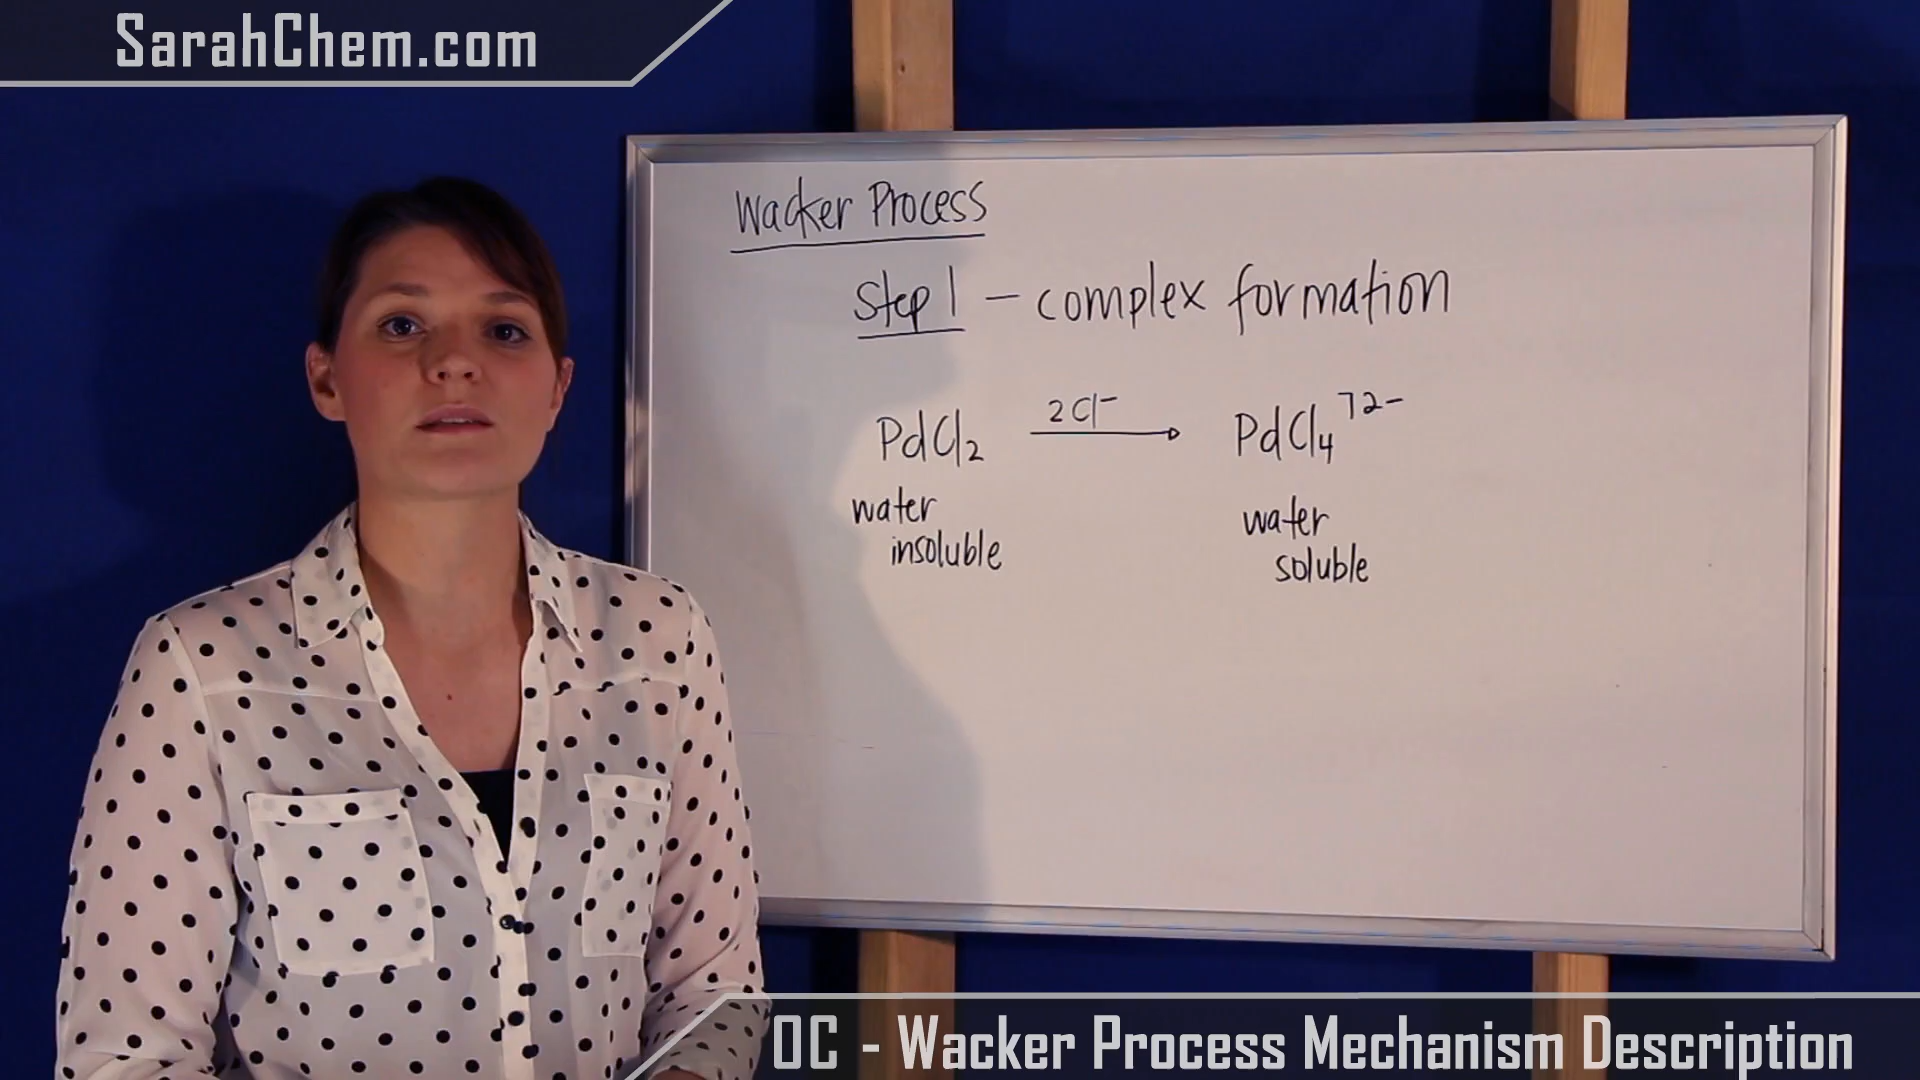 SarahChem.com
Wacker Process
Step 1 – complex formation
PdCl₂ 2Cl⁻ → PdCl₄]²⁻
water
insoluble
water
soluble
OC - Wacker Process Mechanism Description